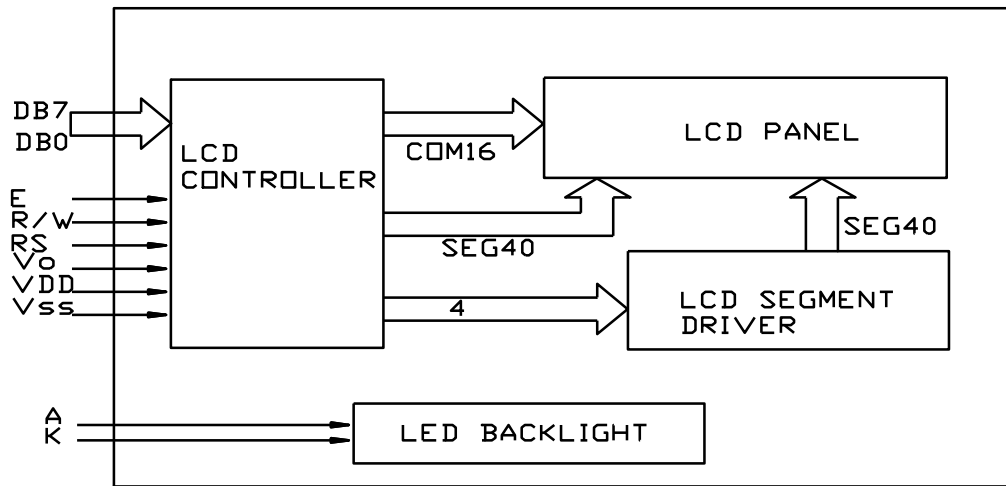 DB7
DB0
E
R/W
RS
Vo
VDD
Vss
A
K
LCD
CONTROLLER
COM16
SEG40
4
LCD PANEL
SEG40
LCD SEGMENT
DRIVER
LED BACKLIGHT